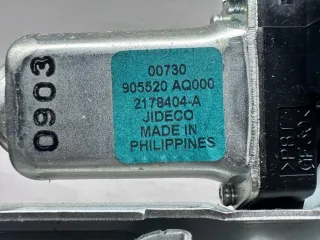 0903
00730
905520 AQ000
2178404-A
JIDECO
MADE IN
PHILIPPINES